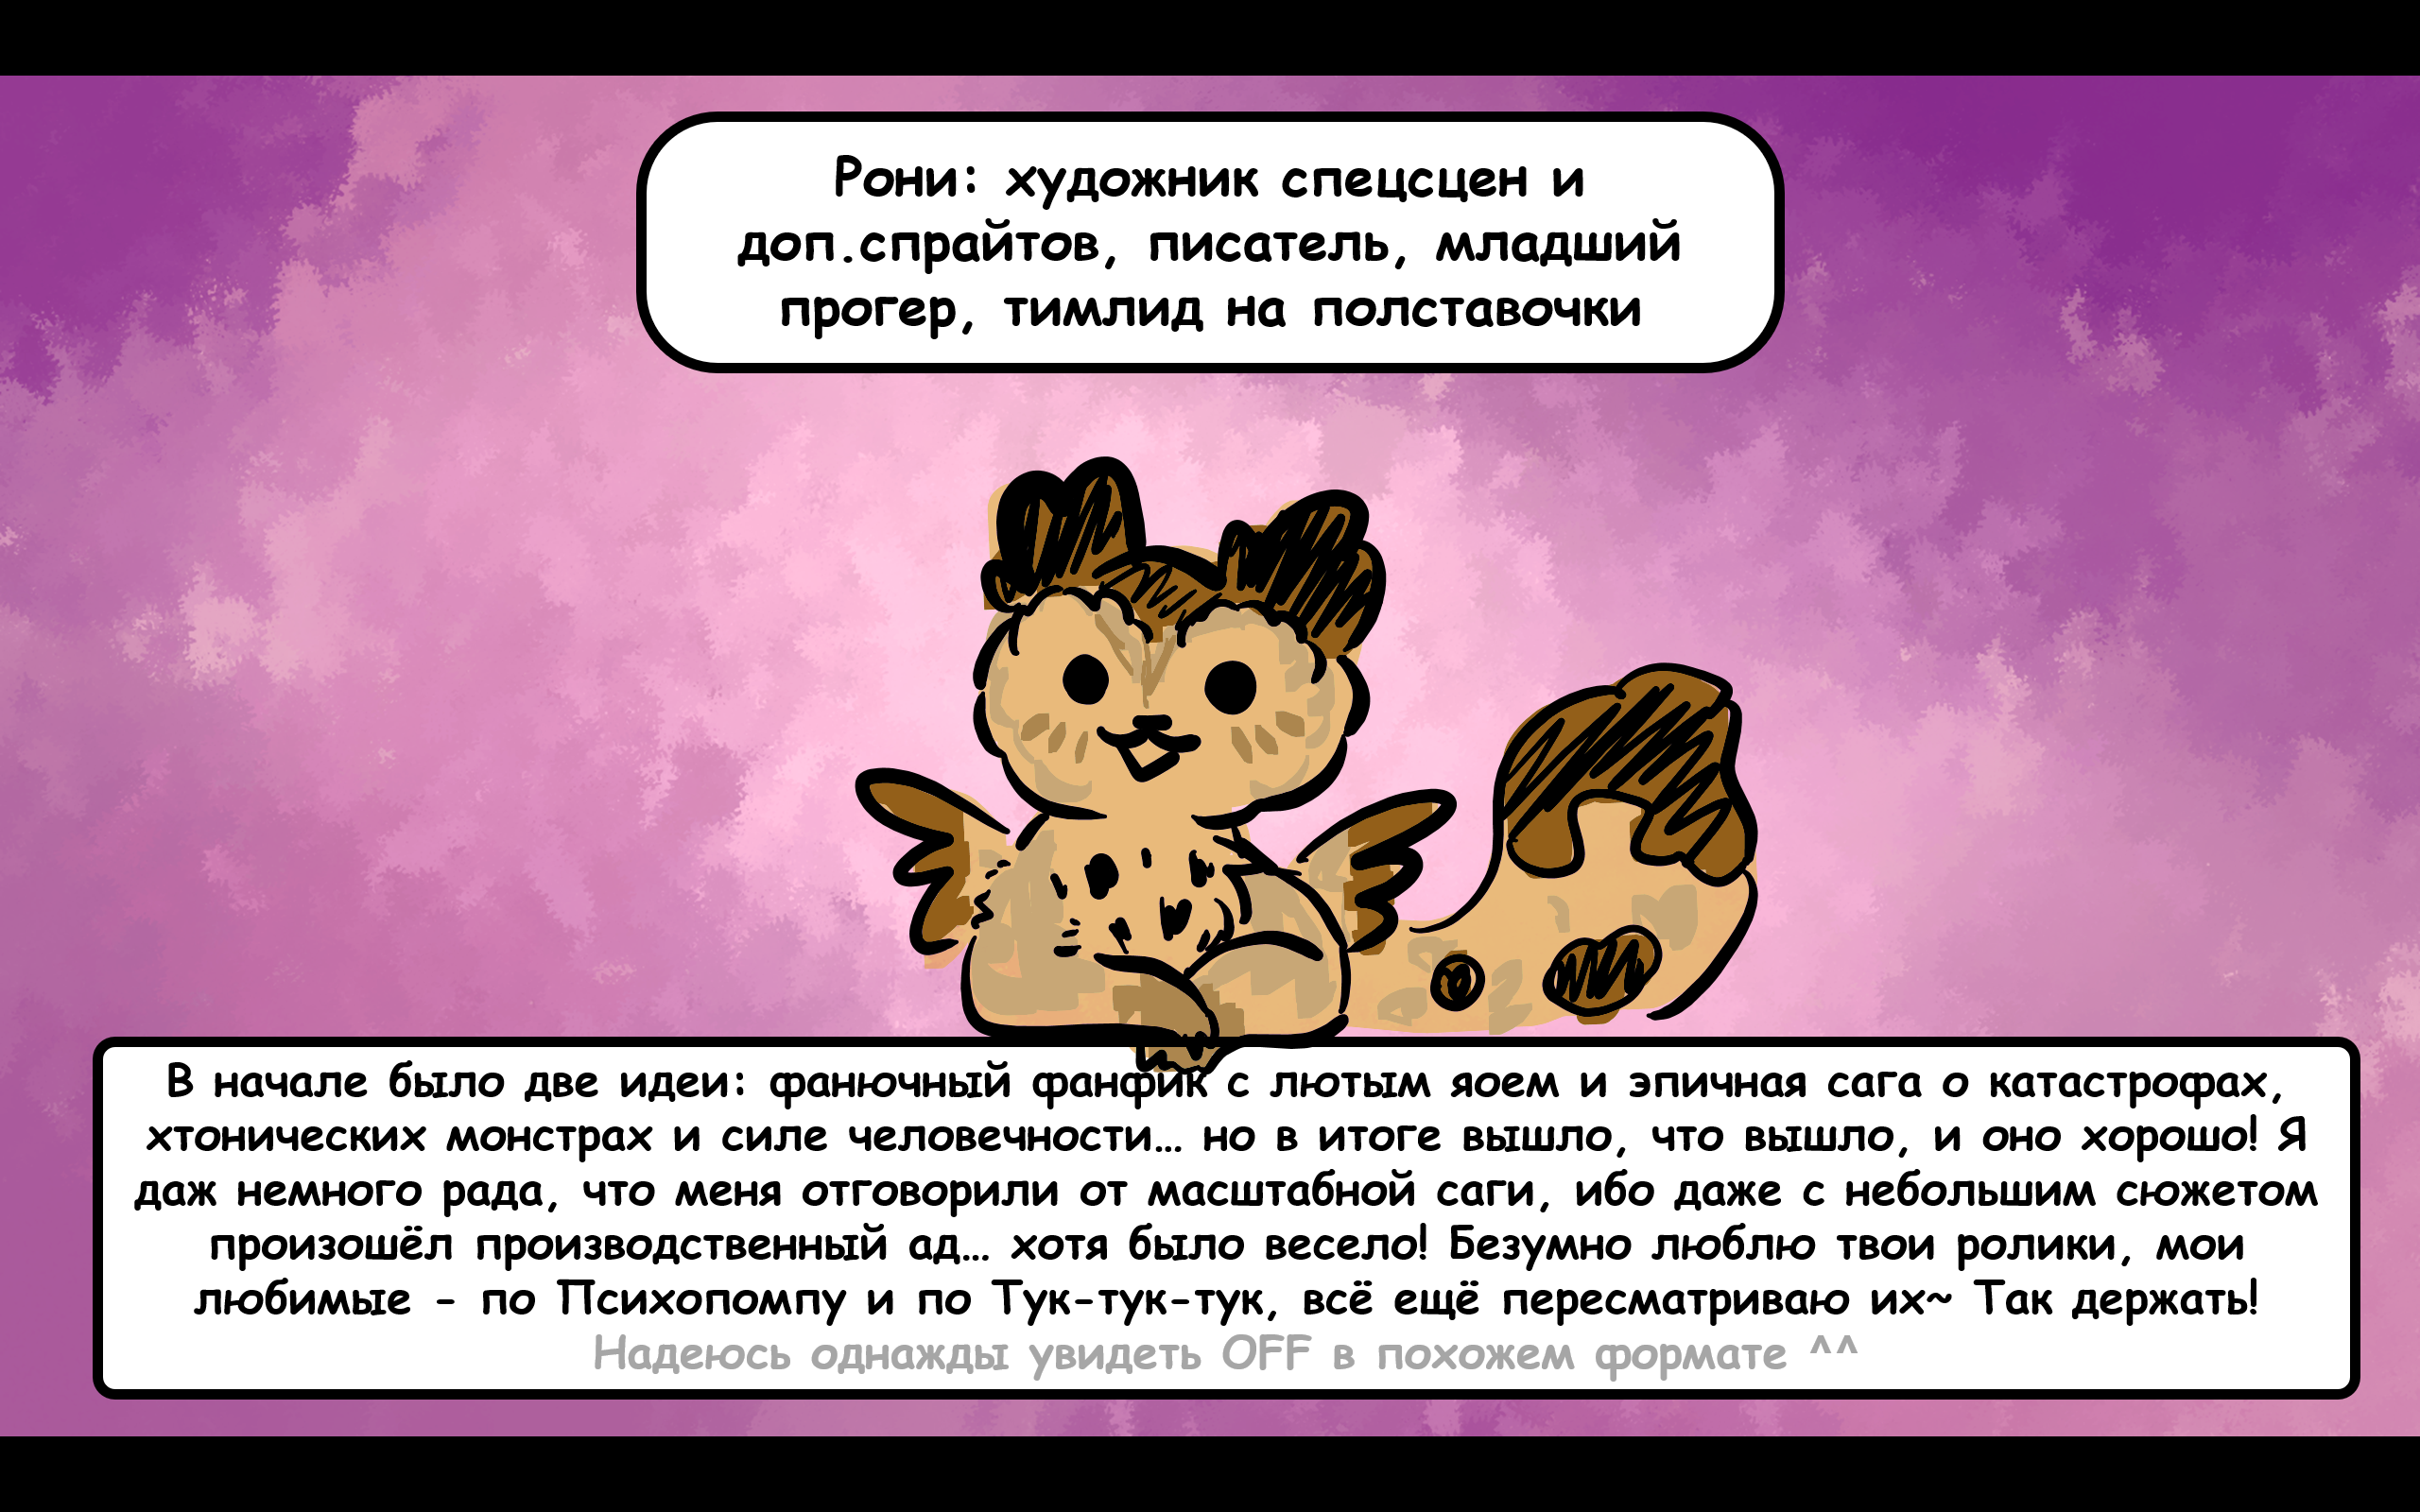 Рони: художник спецсцен и
доп.спрайтов, писатель, младший
прогер, тимлид на полставочки
В начале было две идеи: фанючный фанфик с лютым яоем и эпичная сага о катастрофах,
хтонических монстрах и силе человечности... но в итоге вышло, что вышло, и оно хорошо! Я
даж немного рада, что меня отговорили от масштабной саги, ибо даже с небольшим сюжетом
произошёл производственный ад... хотя было весело! Безумно люблю твои ролики, мои
любимые - по Психопомпу и по Тук-тук-тук, всё ещё пересматриваю их~ Так держать!
Надеюсь однажды увидеть OFF в похожем формате ^^